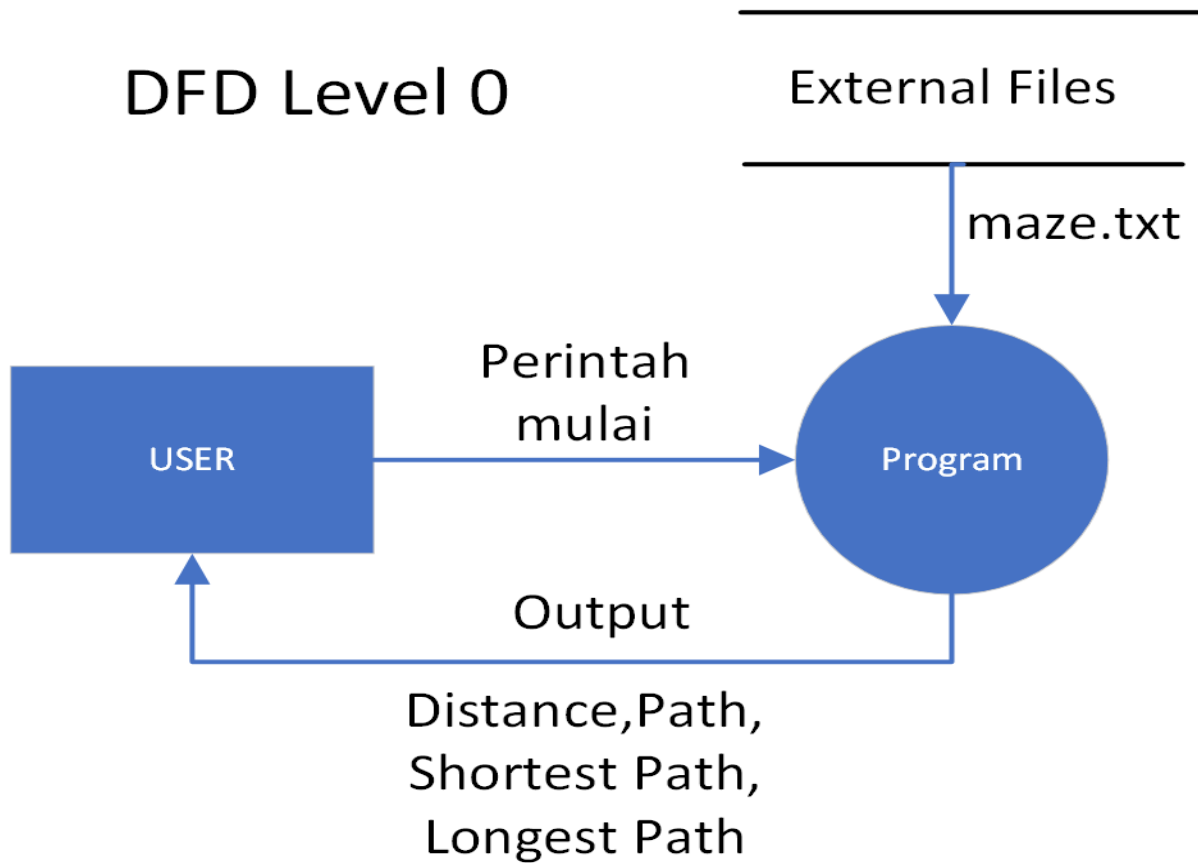 DFD Level 0
External Files
maze.txt
Perintah
mulai
USER
Program
Output
Distance,Path,
Shortest Path,
Longest Path